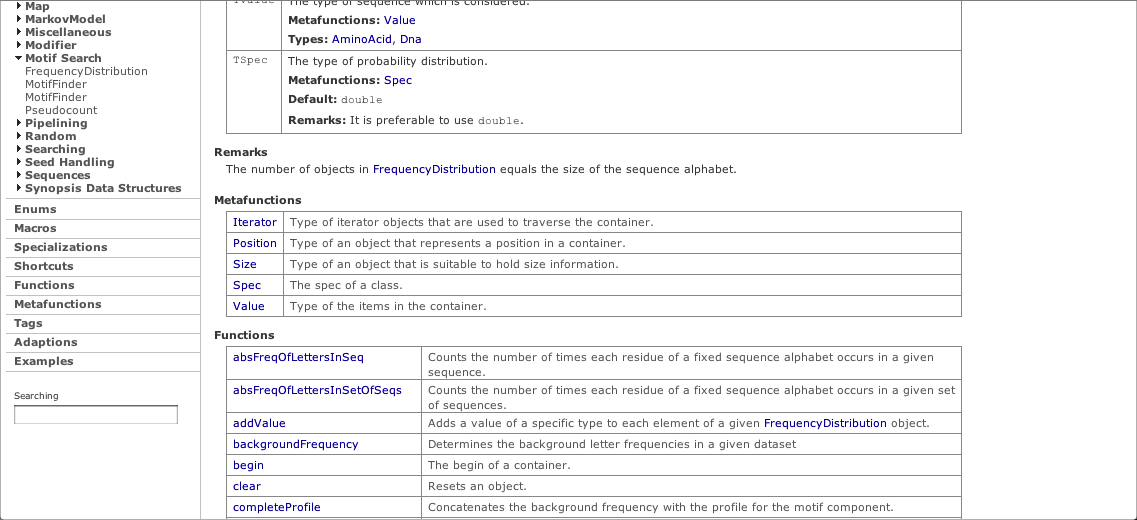 Map
MarkovModel
Miscellaneous
Modifier
Motif Search
FrequencyDistribution
MotifFinder
MotifFinder
Pseudocount
Pipelining
Random
Searching
Seed Handling
Sequences
Synopsis Data Structures
Enums
Macros
Specializations
Shortcuts
Functions
Metafunctions
Tags
Adaptions
Examples
Searching
TValue The type of sequence which is considered.
Metafunctions: Value
Types: AminoAcid, Dna
TSpec The type of probability distribution.
Metafunctions: Spec
Default: double
Remarks: It is preferable to use double.
Remarks
The number of objects in FrequencyDistribution equals the size of the sequence alphabet.
Metafunctions
Iterator Type of iterator objects that are used to traverse the container.
Position Type of an object that represents a position in a container.
Size Type of an object that is suitable to hold size information.
Spec The spec of a class.
Value Type of the items in the container.
Functions
absFreqOfLettersInSeq Counts the number of times each residue of a fixed sequence alphabet occurs in a given
sequence.
absFreqOfLettersInSetOfSeqs Counts the number of times each residue of a fixed sequence alphabet occurs in a given set
of sequences.
addValue Adds a value of a specific type to each element of a given FrequencyDistribution object.
backgroundFrequency Determines the background letter frequencies in a given dataset
begin The begin of a container.
clear Resets an object.
completeProfile Concatenates the background frequency with the profile for the motif component.